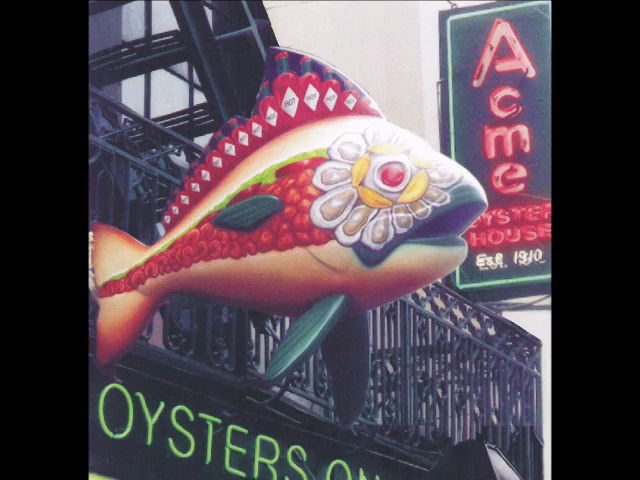 Acme
OYSTER
HOUSE
Est. 1910
HOT
HOT
HOT
HOT
OYSTERS ON